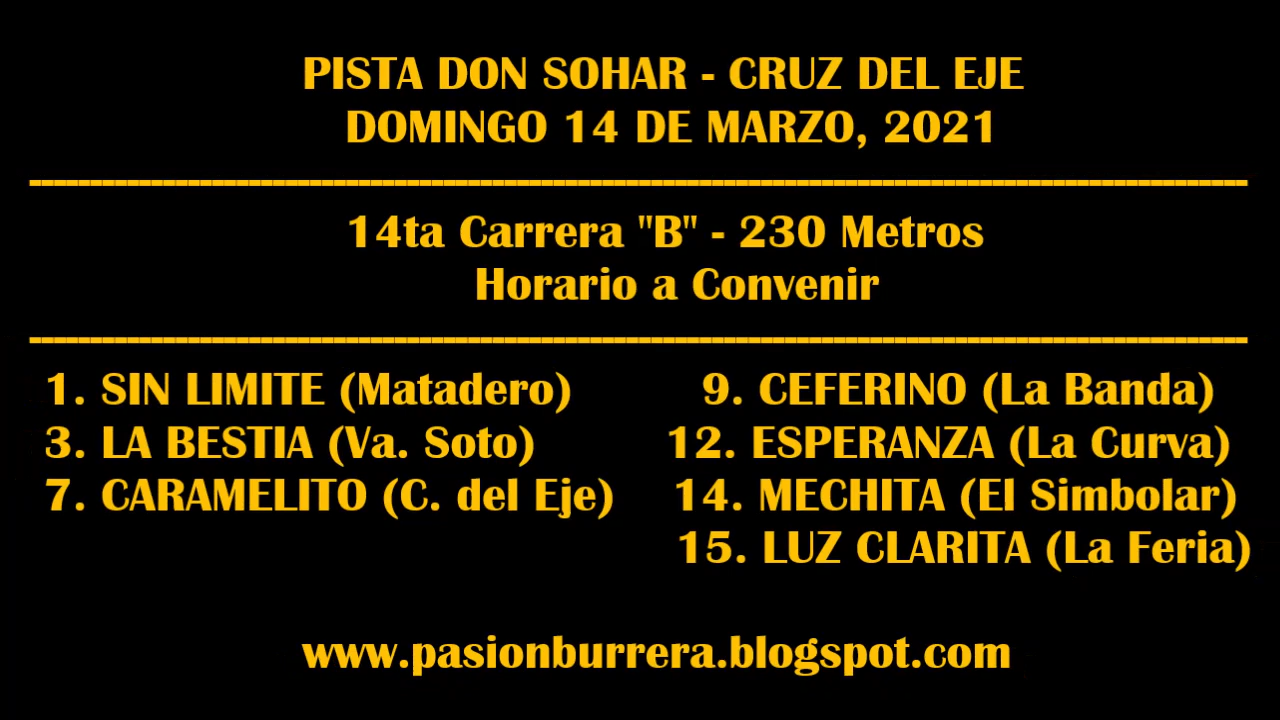 PISTA DON SOHAR - CRUZ DEL EJE
DOMINGO 14 DE MARZO, 2021
14ta Carrera "B" - 230 Metros
Horario a Convenir
1. SIN LIMITE (Matadero)
3. LA BESTIA (Va. Soto)
7. CARAMELITO (C. del Eje)
9. CEFERINO (La Banda)
12. ESPERANZA (La Curva)
14. MECHITA (El Simbolar)
15. LUZ CLARITA (La Feria)
www.pasionburrera.blogspot.com